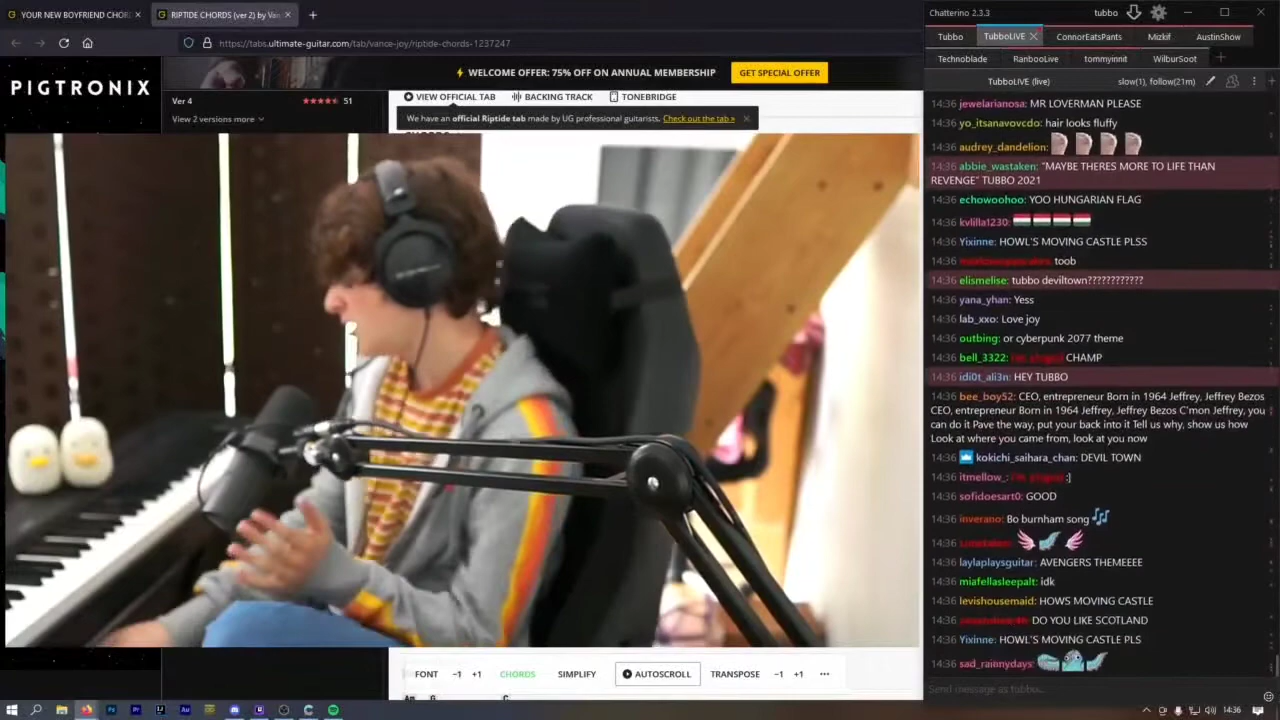 YOUR NEW BOYFRIEND CHOR
RIPTIDE CHORDS (ver 2) by Van
https://tabs.ultimate-guitar.com/tab/vance-joy/riptide-chords-1237247
PIGTRONIX
WELCOME OFFER: 75% OFF ON ANNUAL MEMBERSHIP
GET SPECIAL OFFER
Ver 4
51
View 2 versions more
VIEW OFFICIAL TAB
BACKING TRACK
TONEBRIDGE
We have an official Riptide tab made by UG professional guitarists. Check out the tab »
FONT −1 +1 CHORDS SIMPLIFY AUTOSCROLL TRANSPOSE −1 +1
Am G C
Chatterino 2.3.3
tubbo
Tubbo
TubboLIVE
ConnorEatsPants
Mizkif
AustinShow
Technoblade
RanbooLive
tommyinnit
WilburSoot
TubboLIVE (live)
slow(1), follow(21m)
14:36 jewelarianosa: MR LOVERMAN PLEASE
14:36 yo_itsanavovcdo: hair looks fluffy
14:36 audrey_dandelion:
14:36 abbie_wastaken: "MAYBE THERES MORE TO LIFE THAN
REVENGE" TUBBO 2021
14:36 echowoohoo: YOO HUNGARIAN FLAG
14:36 kvlilla1230:
14:36 Yixinne: HOWL'S MOVING CASTLE PLSS
14:36 toob
14:36 elismelise: tubbo deviltown????????????
14:36 yana_yhan: Yess
14:36 lab_xxo: Love joy
14:36 outbing: or cyberpunk 2077 theme
14:36 bell_3322: CHAMP
14:36 idi0t_ali3n: HEY TUBBO
14:36 bee_boy52: CEO, entrepreneur Born in 1964 Jeffrey, Jeffrey Bezos
CEO, entrepreneur Born in 1964 Jeffrey, Jeffrey Bezos C'mon Jeffrey, you
can do it Pave the way, put your back into it Tell us why, show us how
Look at where you came from, look at you now
14:36 kokichi_saihara_chan: DEVIL TOWN
14:36 itmellow_: :]
14:36 sofidoesart0: GOOD
14:36 inverano: Bo burnham song
14:36
14:36 laylaplaysguitar: AVENGERS THEMEEEE
14:36 miafellasleepalt: idk
14:36 levishousemaid: HOWS MOVING CASTLE
14:36 DO YOU LIKE SCOTLAND
14:36 Yixinne: HOWL'S MOVING CASTLE PLS
14:36 sad_rainnydays:
Send message as tubbo...
14:36